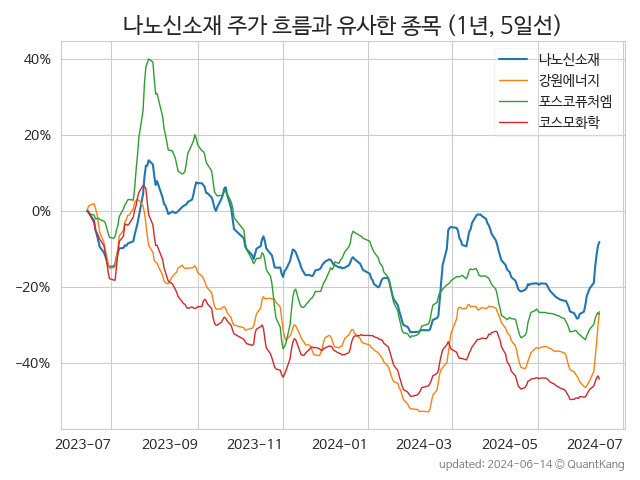 나노신소재 주가 흐름과 유사한 종목 (1년, 5일선)
나노신소재
강원에너지
포스코퓨처엠
코스모화학
40%
20%
0%
−20%
−40%
2023-07 2023-09 2023-11 2024-01 2024-03 2024-05 2024-07
updated: 2024-06-14 © QuantKang